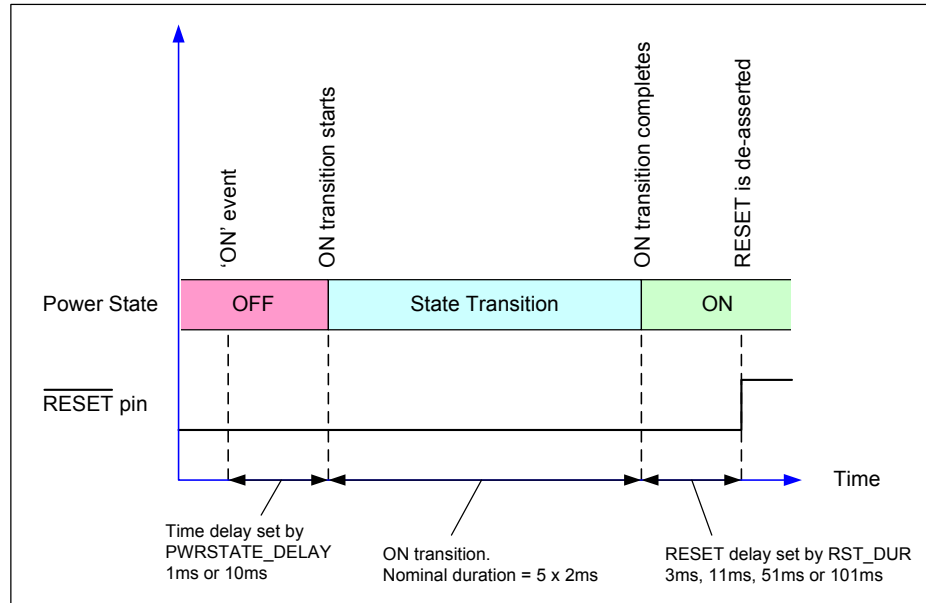 'ON' event
ON transition starts
ON transition completes
RESET is de-asserted
Power State
OFF
State Transition
ON
RESET pin
Time
Time delay set by
PWRSTATE_DELAY
1ms or 10ms
ON transition.
Nominal duration = 5 x 2ms
RESET delay set by RST_DUR
3ms, 11ms, 51ms or 101ms